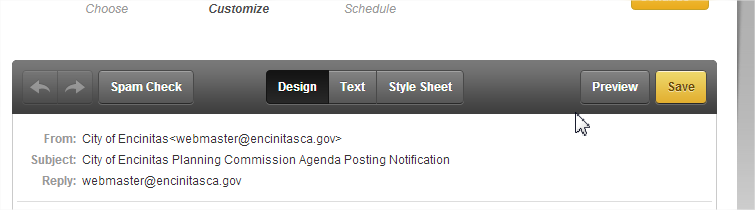 Choose Customize Schedule
Spam Check Design Text Style Sheet Preview Save
From: City of Encinitas<webmaster@encinitasca.gov>
Subject: City of Encinitas Planning Commission Agenda Posting Notification
Reply: webmaster@encinitasca.gov